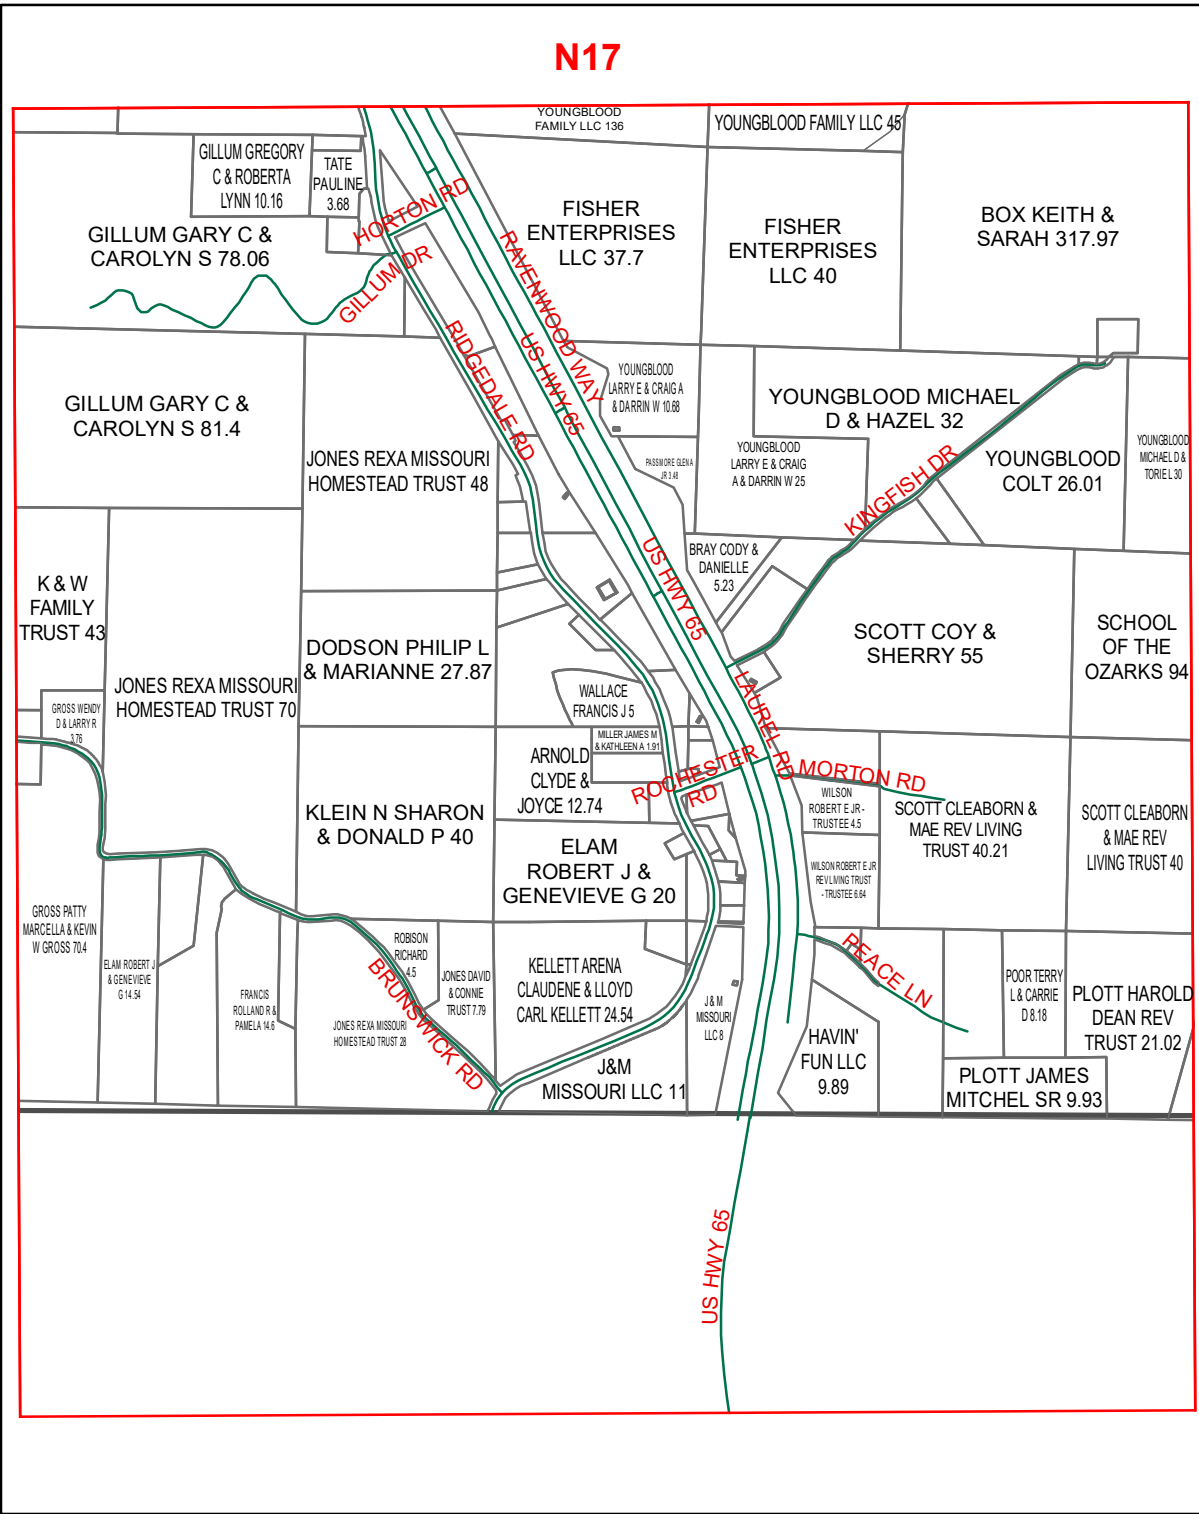 N17
YOUNGBLOOD
FAMILY LLC 136
YOUNGBLOOD FAMILY LLC 45
GILLUM GREGORY
C & ROBERTA
LYNN 10.16
TATE
PAULINE
3.68
HORTON RD
GILLUM GARY C &
CAROLYN S 78.06
GILLUM DR
FISHER
ENTERPRISES
LLC 37.7
FISHER
ENTERPRISES
LLC 40
BOX KEITH &
SARAH 317.97
RAVENWOOD WAY
US HWY 65
RIDGEDALE RD
GILLUM GARY C &
CAROLYN S 81.4
JONES REXA MISSOURI
HOMESTEAD TRUST 48
YOUNGBLOOD
LARRY E & CRAIG A
& DARRIN W 10.68
PASSMORE GLEN A
JR 3.48
YOUNGBLOOD
LARRY E & CRAIG
A & DARRIN W 25
YOUNGBLOOD MICHAEL
D & HAZEL 32
KINGFISH DR
YOUNGBLOOD
COLT 26.01
YOUNGBLOOD
MICHAEL D &
TORIE L 30
K & W
FAMILY
TRUST 43
JONES REXA MISSOURI
HOMESTEAD TRUST 70
GROSS WENDY
D & LARRY R
3.76
DODSON PHILIP L
& MARIANNE 27.87
US HWY 65
BRAY CODY &
DANIELLE
5.23
SCOTT COY &
SHERRY 55
SCHOOL
OF THE
OZARKS 94
WALLACE
FRANCIS J 5
MILLER JAMES M
& KATHLEEN A 1.91
ARNOLD
CLYDE &
JOYCE 12.74
LAUREL RD
ROCHESTER
RD
MORTON RD
KLEIN N SHARON
& DONALD P 40
ELAM
ROBERT J &
GENEVIEVE G 20
WILSON
ROBERT E JR -
TRUSTEE 4.5
WILSON ROBERT E JR
REV LIVING TRUST
- TRUSTEE 6.64
SCOTT CLEABORN &
MAE REV LIVING
TRUST 40.21
SCOTT CLEABORN
& MAE REV
LIVING TRUST 40
GROSS PATTY
MARCELLA & KEVIN
W GROSS 70.4
ELAM ROBERT J
& GENEVIEVE
G 14.54
FRANCIS
ROLLAND R &
PAMELA 14.6
ROBISON
RICHARD
4.5
JONES DAVID
& CONNIE
TRUST 7.79
JONES REXA MISSOURI
HOMESTEAD TRUST 28
BRUNSWICK RD
KELLETT ARENA
CLAUDENE & LLOYD
CARL KELLETT 24.54
J&M
MISSOURI LLC 11
J & M
MISSOURI
LLC 8
PEACE LN
HAVIN'
FUN LLC
9.89
POOR TERRY
L & CARRIE
D 8.18
PLOTT HAROLD
DEAN REV
TRUST 21.02
PLOTT JAMES
MITCHEL SR 9.93
US HWY 65